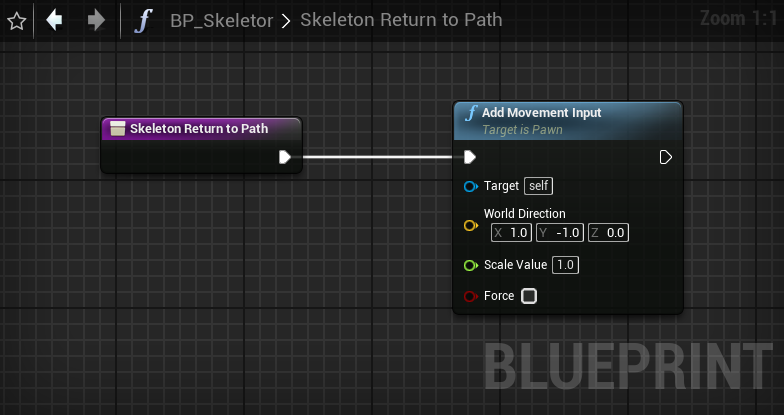 BP_Skeletor > Skeleton Return to Path
Zoom 1:1
Skeleton Return to Path
f Add Movement Input
Target is Pawn
Target self
World Direction
X 1.0 Y -1.0 Z 0.0
Scale Value 1.0
Force
BLUEPRINT